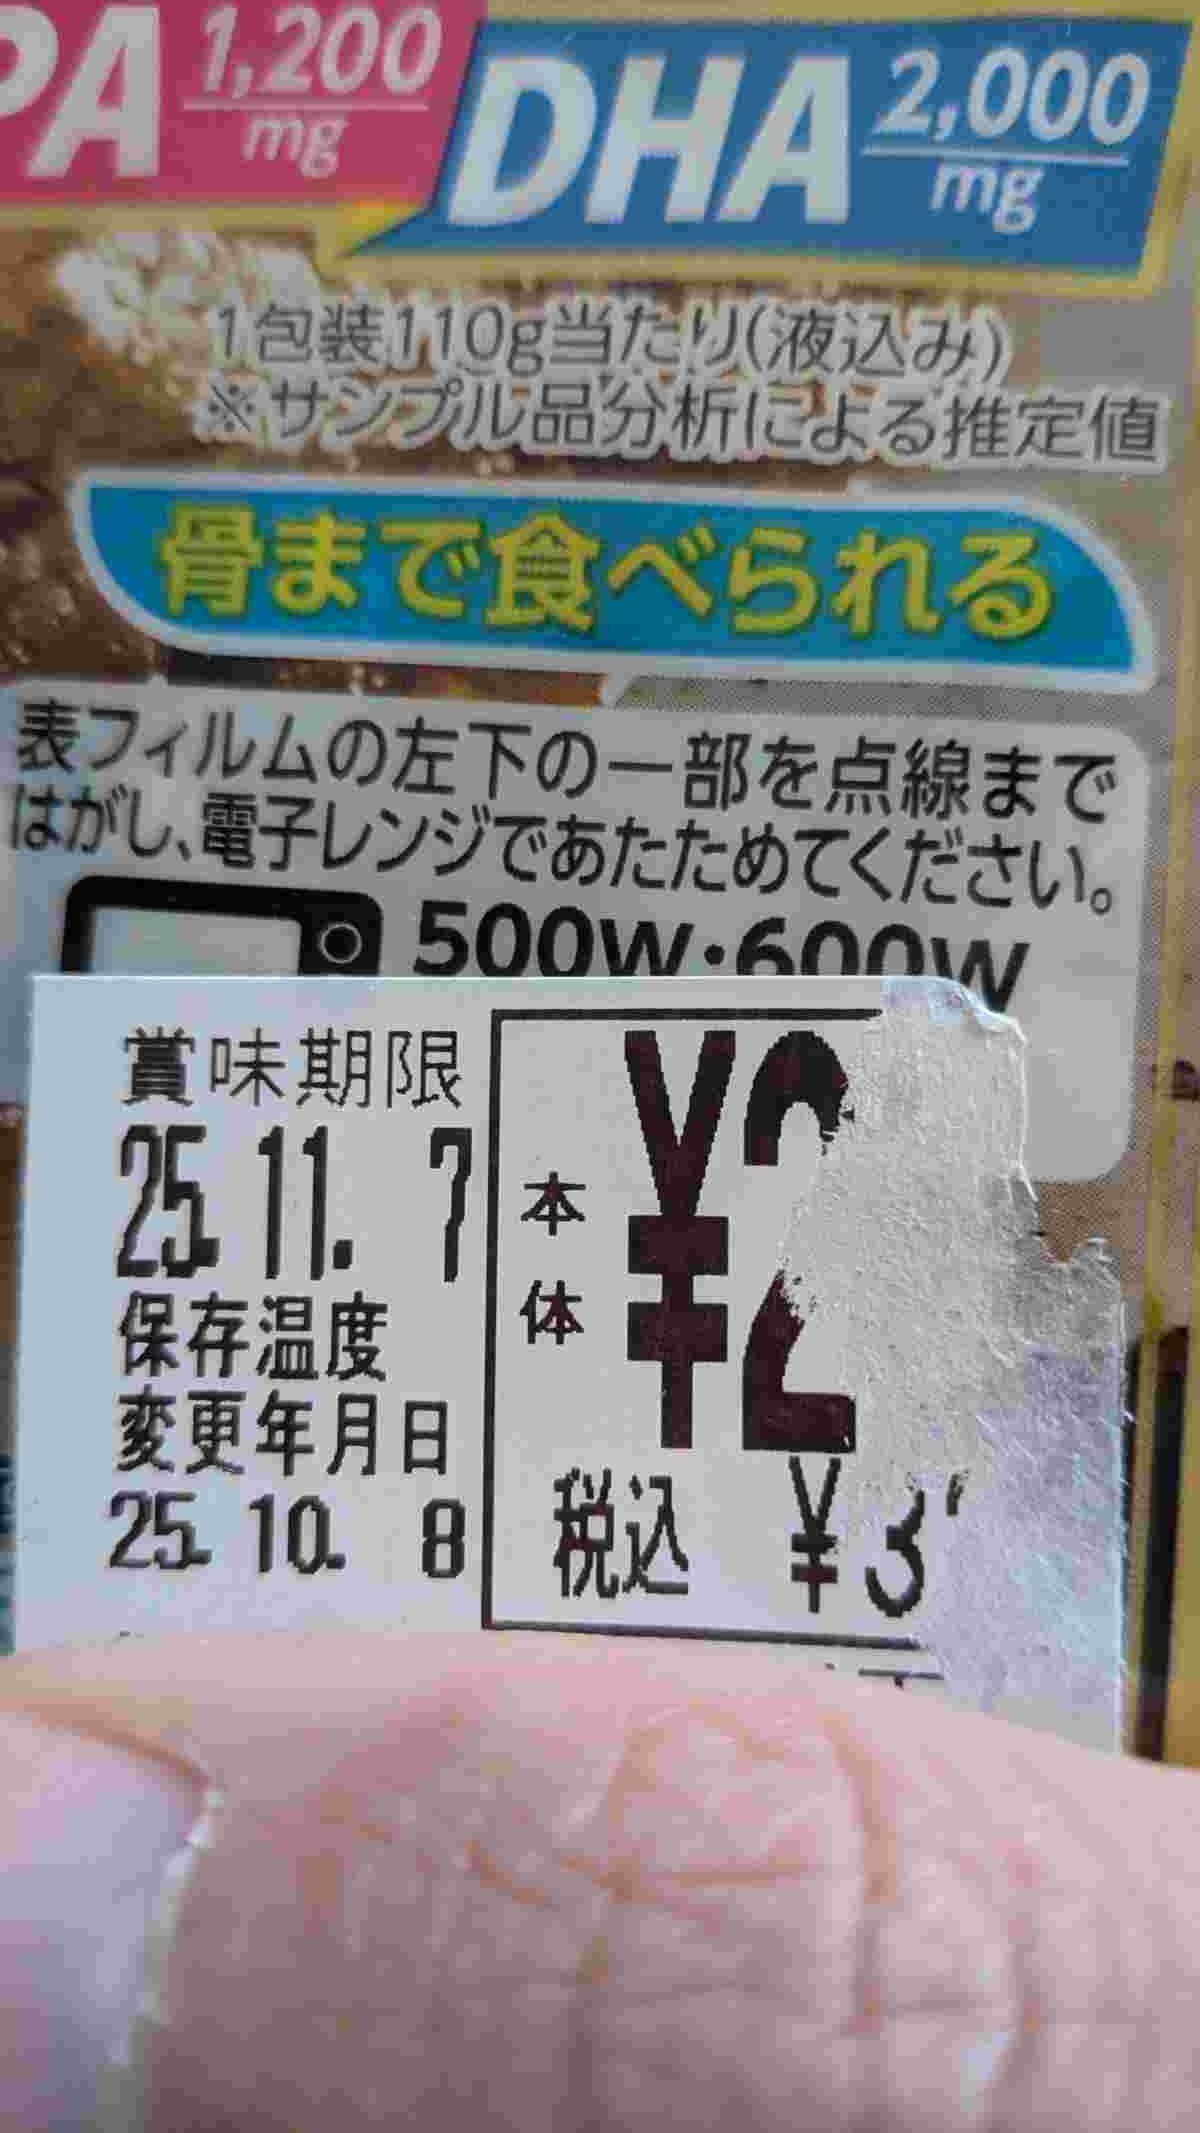 PA 1,200 mg DHA 2,000 mg
1包装110g当たり(液込み)
※サンプル品分析による推定値
骨まで食べられる
表フィルムの左下の一部を点線まで
はがし、電子レンジであたためてください。
500W・600W
賞味期限
25.11. 7
保存温度
変更年月日
25.10. 8
本体 ¥2
税込 ¥3